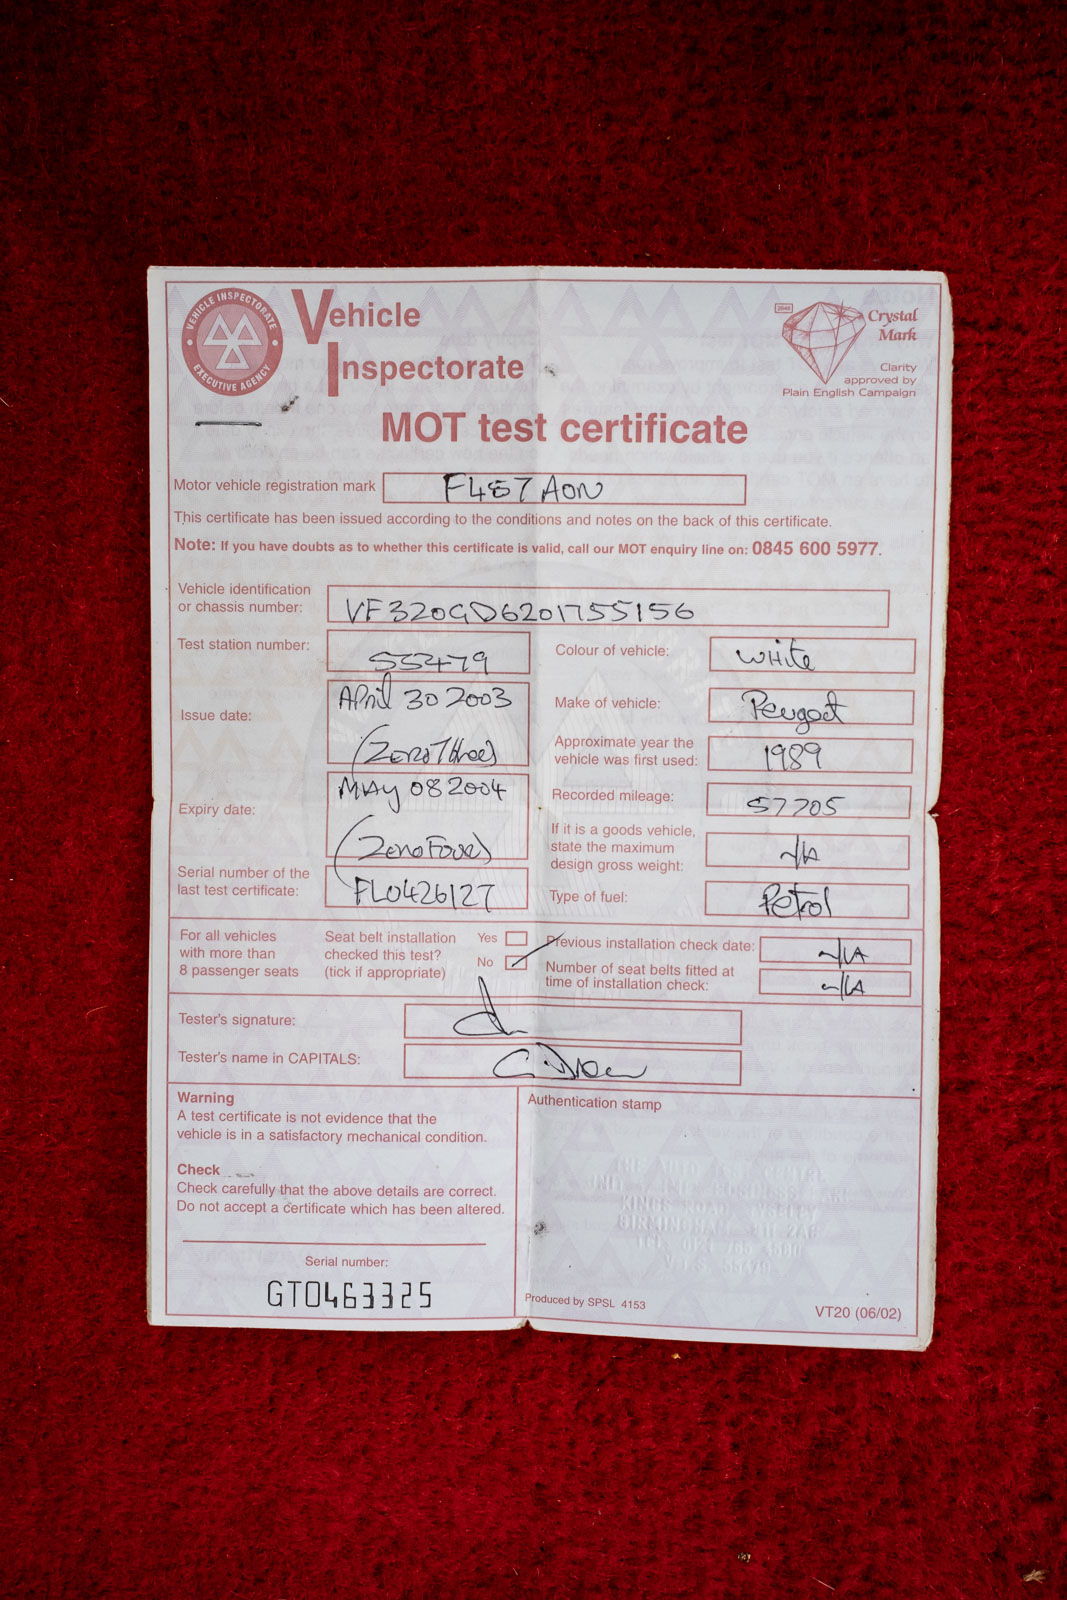 VEHICLE INSPECTORATE
EXECUTIVE AGENCY
Vehicle
Inspectorate
Crystal
Mark
Clarity
approved by
Plain English Campaign
MOT test certificate
Motor vehicle registration mark F487 AON
This certificate has been issued according to the conditions and notes on the back of this certificate.
Note: If you have doubts as to whether this certificate is valid, call our MOT enquiry line on: 0845 600 5977.
Vehicle identification
or chassis number: VF320GD6201755156
Test station number: 55479
Colour of vehicle: White
Issue date: April 30 2003
(Zero Three)
Make of vehicle: Peugeot
Approximate year the
vehicle was first used: 1989
Expiry date: MAY 08 2004
(Zero Four)
Recorded mileage: 57705
If it is a goods vehicle,
state the maximum
design gross weight: N/A
Serial number of the
last test certificate: FL0426127
Type of fuel: Petrol
For all vehicles
with more than
8 passenger seats
Seat belt installation
checked this test?
(tick if appropriate)
Yes
No
Previous installation check date: N/A
Number of seat belts fitted at
time of installation check: N/A
Tester's signature:
Tester's name in CAPITALS:
Warning
A test certificate is not evidence that the
vehicle is in a satisfactory mechanical condition.
Check
Check carefully that the above details are correct.
Do not accept a certificate which has been altered.
Serial number:
GT0463325
Authentication stamp
BIRMINGHAM
Produced by SPSL 4153
VT20 (06/02)